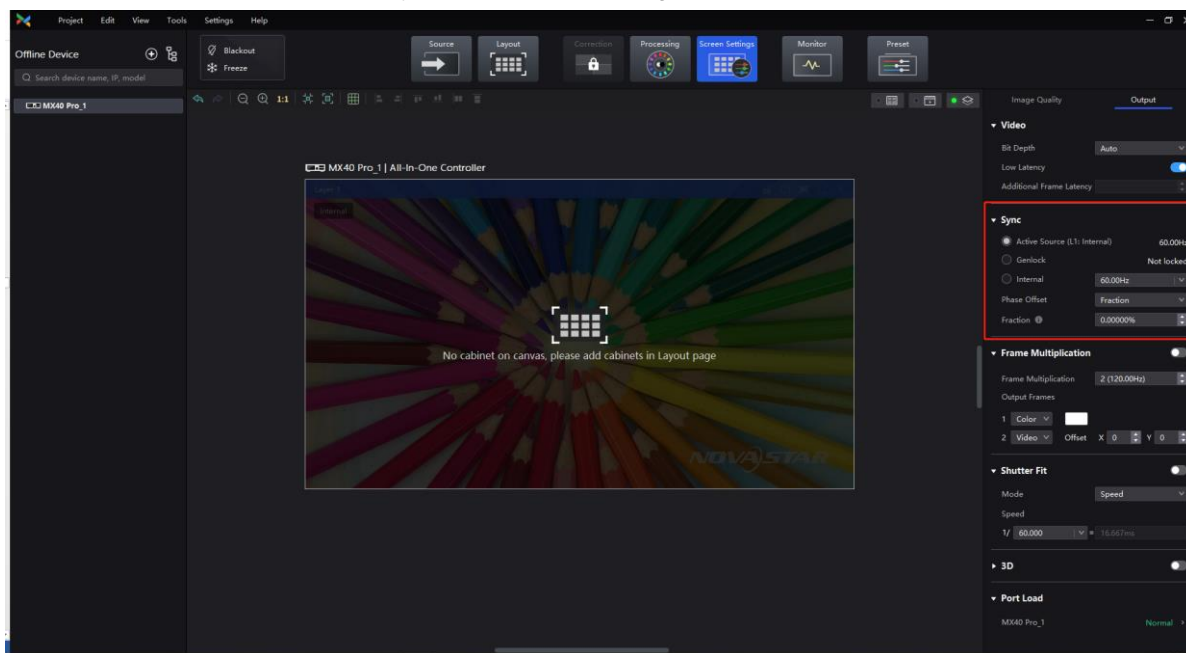 Project Edit View Tools Settings Help
Offline Device
Search device name, IP, model
MX40 Pro_1
Blackout
Freeze
Source Layout Correction Processing Screen Settings Monitor Preset
1:1
MX40 Pro_1 | All-In-One Controller
Layer 1
Internal
No cabinet on canvas, please add cabinets in Layout page
NOVASTAR
Image Quality Output
Video
Bit Depth Auto
Low Latency
Additional Frame Latency
Sync
Active Source (L1: Internal) 60.00Hz
Genlock Not locked
Internal 60.00Hz
Phase Offset Fraction
Fraction 0.00000%
Frame Multiplication
Frame Multiplication 2 (120.00Hz)
Output Frames
1 Color
2 Video Offset X 0 Y 0
Shutter Fit
Mode Speed
Speed
1/ 60.000 = 16.667ms
3D
Port Load
MX40 Pro_1 Normal